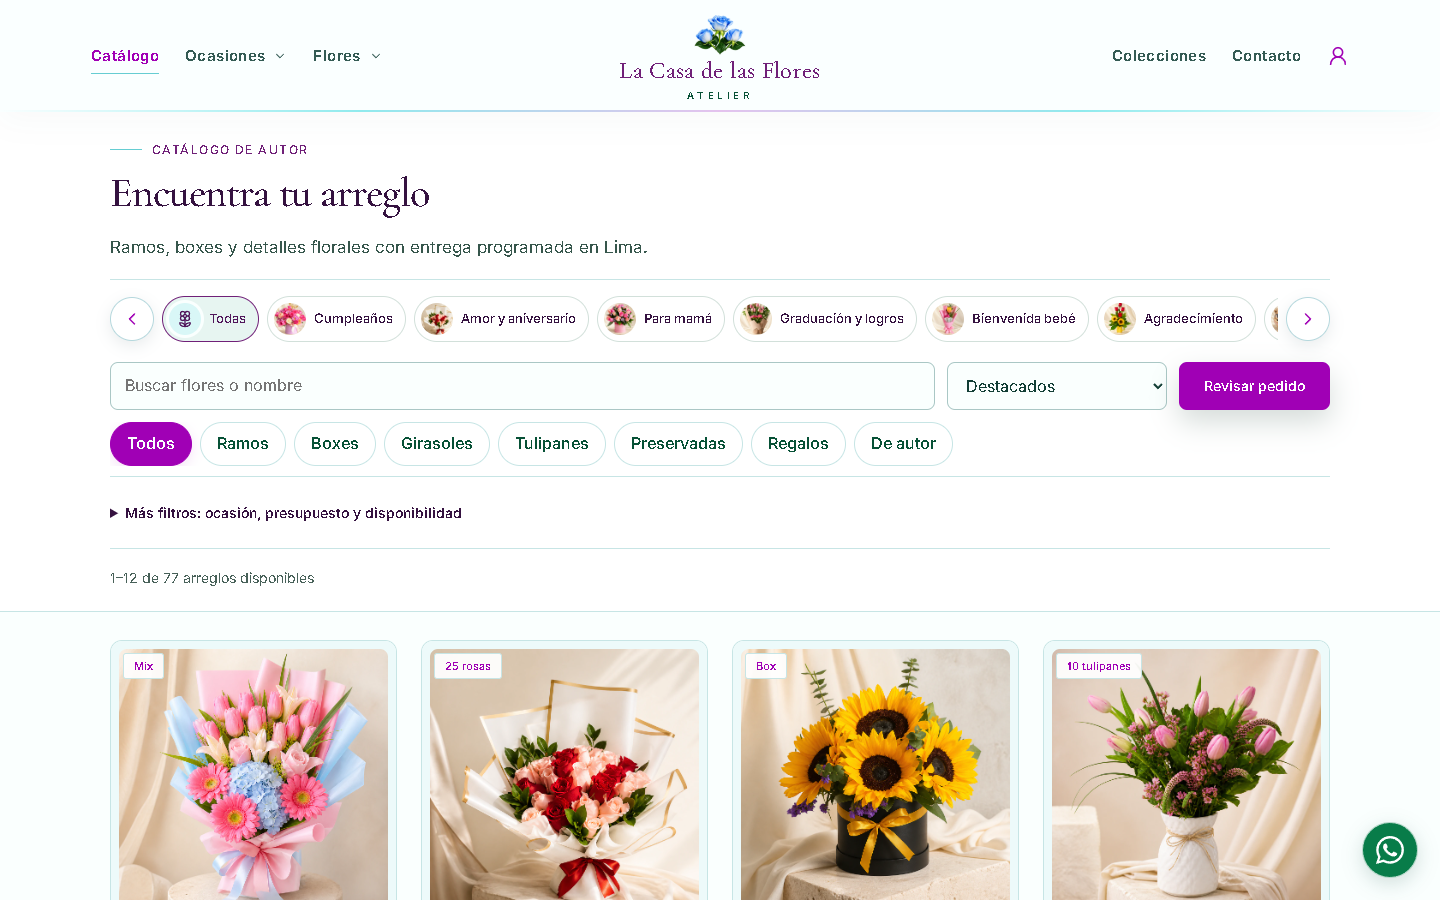 Catálogo
Ocasiones
Flores
La Casa de las Flores
ATELIER
Colecciones
Contacto
CATÁLOGO DE AUTOR
Encuentra tu arreglo
Ramos, boxes y detalles florales con entrega programada en Lima.
Todas
Cumpleaños
Amor y aniversario
Para mamá
Graduación y logros
Bienvenida bebé
Agradecimiento
Buscar flores o nombre
Destacados
Revisar pedido
Todos
Ramos
Boxes
Girasoles
Tulipanes
Preservadas
Regalos
De autor
Más filtros: ocasión, presupuesto y disponibilidad
1–12 de 77 arreglos disponibles
Mix
25 rosas
Box
10 tulipanes